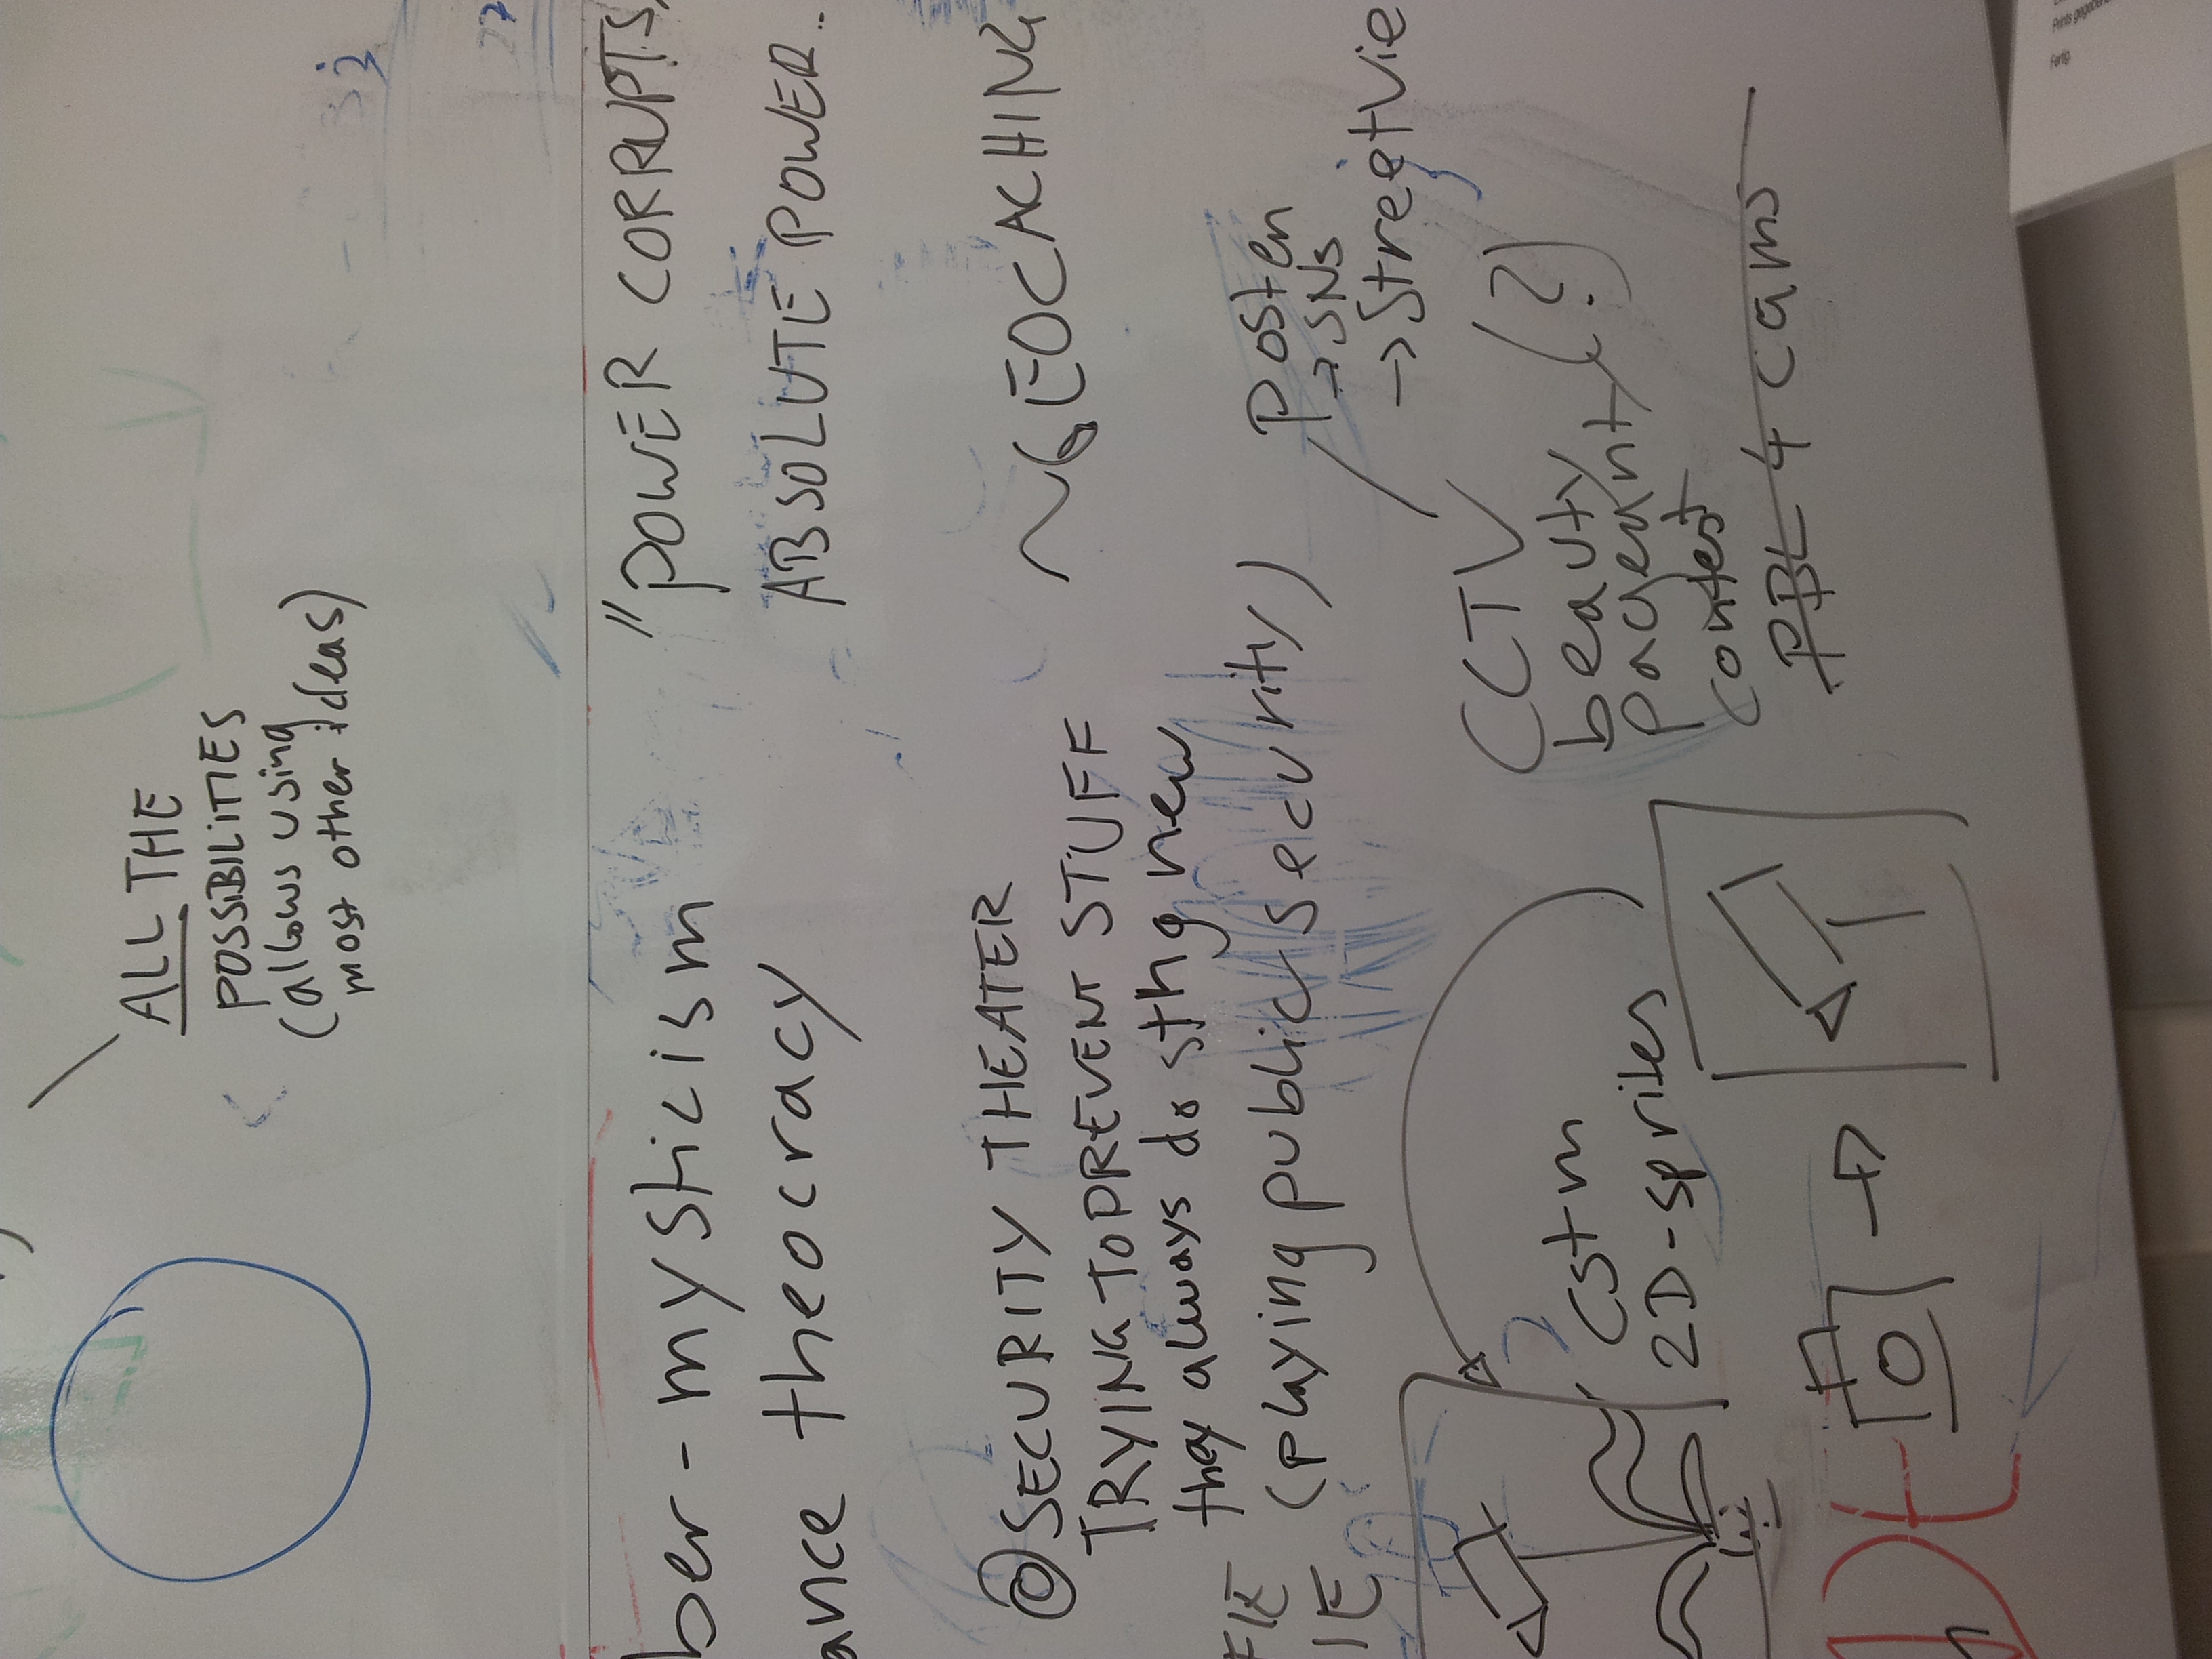 ALL THE
POSSIBILITIES
(allows using
most other ideas)
ber-mysticism
ance theocracy
"POWER CORRUPTS,
ABSOLUTE POWER..
SECURITY THEATER
TRYING TO PREVENT STUFF
they always do sthg new
(playing public security)
FIE
IE
~GEOCACHING
posten
→ SNs
→ StreetVie
CCTV
beauty
pageant (?)
contest
PBL 4 cams
cstm
2D-sprites